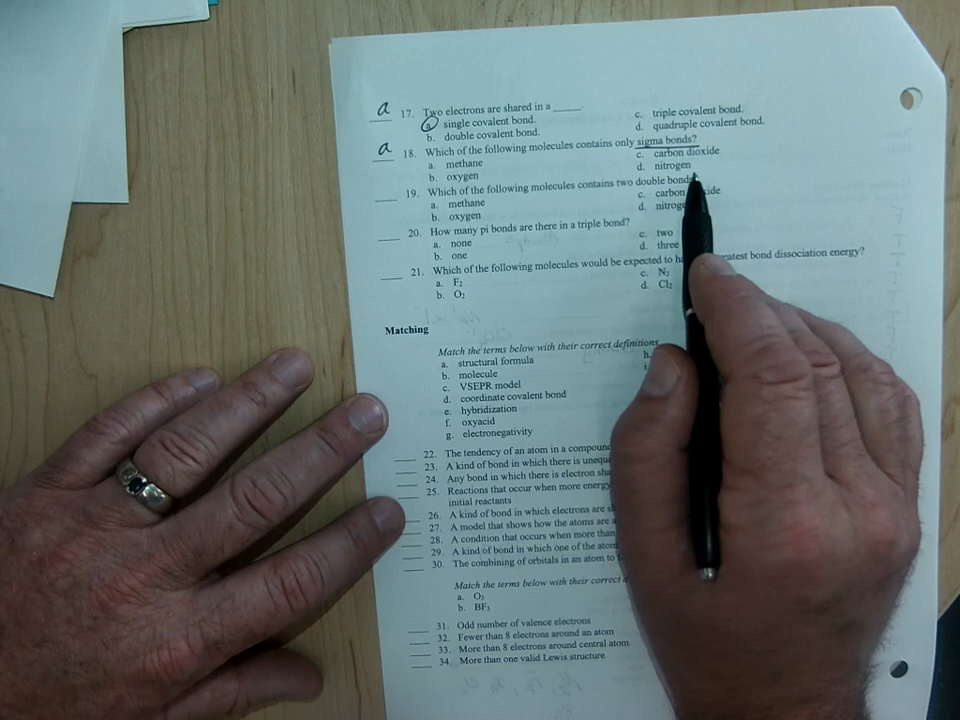 a 17. Two electrons are shared in a _____.
a. single covalent bond. c. triple covalent bond.
b. double covalent bond. d. quadruple covalent bond.
a 18. Which of the following molecules contains only sigma bonds?
a. methane c. carbon dioxide
b. oxygen d. nitrogen
19. Which of the following molecules contains two double
a. methane c.
b. oxygen d.
20. How many pi bonds are there in a triple bond?
a. none c. two
b. one d. three
21. Which of the following molecules would be expected to bond dissociation energy?
a. F₂ c. N₂
b. O₂ d. Cl₂
Matching
Match the terms below with their correct definitions
a. structural formula h.
b. molecule i
c. VSEPR model
d. coordinate covalent bond
e. hybridization
f. oxyacid
g. electronegativity
22. The tendency of an atom in a compound
23. A kind of bond in which there is
24. Any bond in which there is electron
25. Reactions that occur when more energy
initial reactants
26. A kind of bond in which electrons are
27. A model that shows how the atoms are
28. A condition that occurs when more than
29. A kind of bond in which one of the
30. The combining of orbitals in an atom to
Match the terms below with their correct
a. O₃
b. BF₃
31. Odd number of valence electrons
32. Fewer than 8 electrons around an atom
33. More than 8 electrons around central atom
34. More than one valid Lewis structure